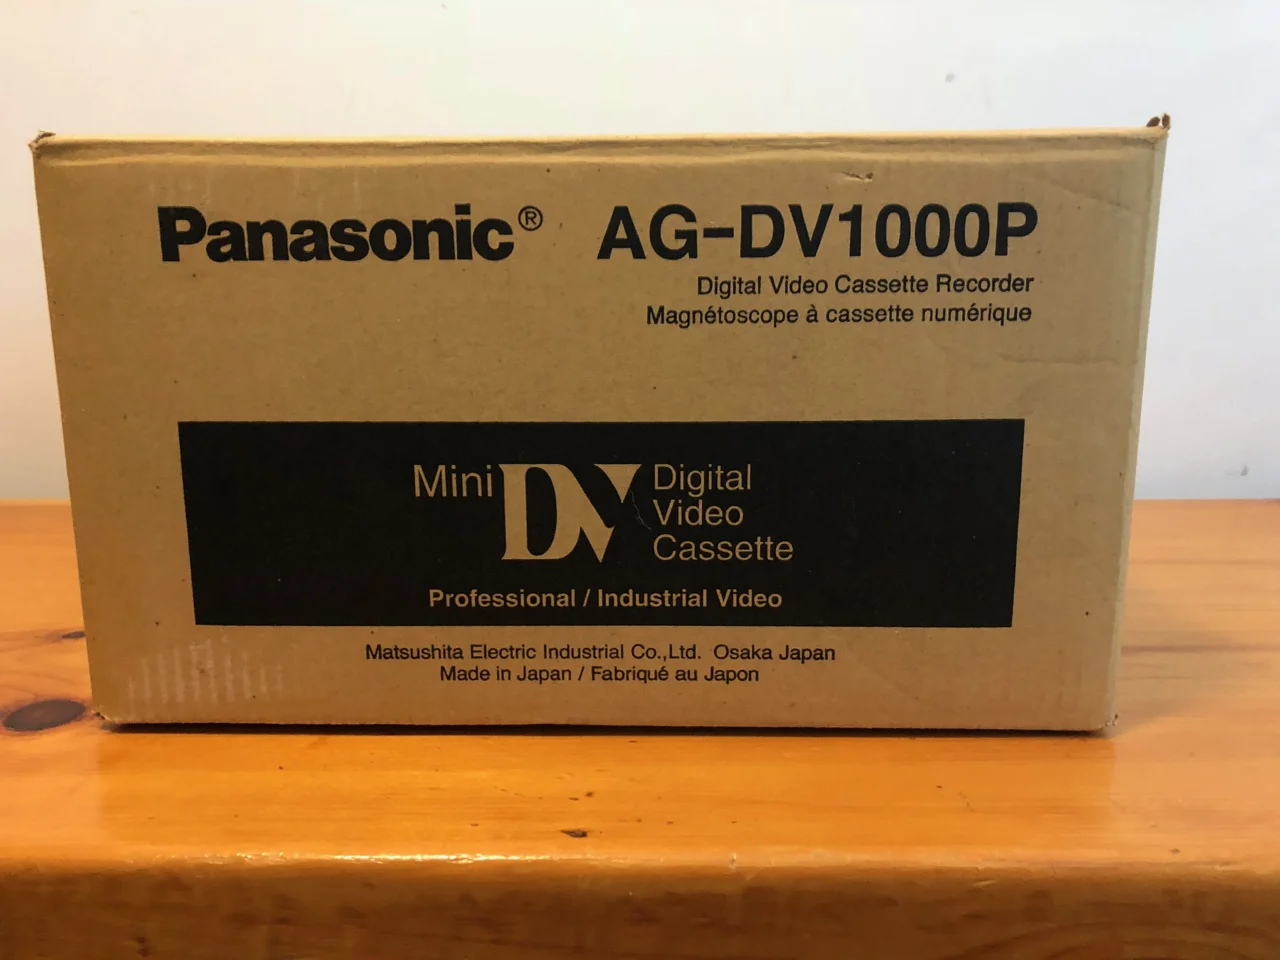 Panasonic® AG-DV1000P
Digital Video Cassette Recorder
Magnétoscope à cassette numérique
Mini DV Digital
Video
Cassette
Professional / Industrial Video
Matsushita Electric Industrial Co.,Ltd. Osaka Japan
Made in Japan / Fabriqué au Japon